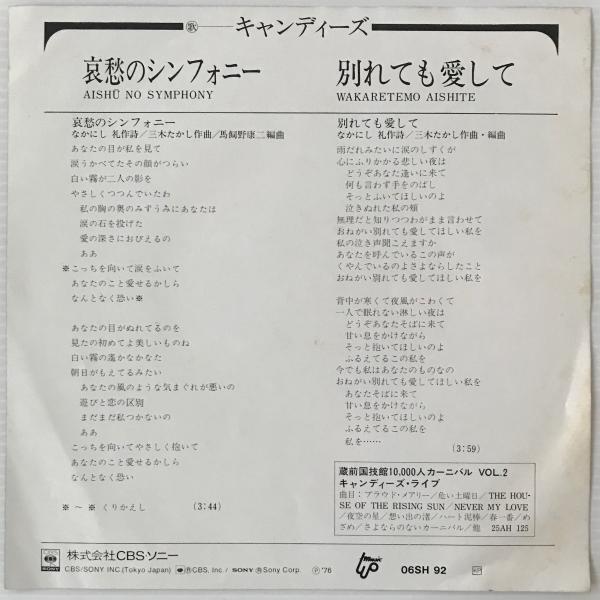 歌──キャンディーズ
哀愁のシンフォニー
AISHŪ NO SYMPHONY
哀愁のシンフォニー
なかにし 礼作詩／三木たかし作曲／馬飼野康二編曲
あなたの目が私を見て
涙うかべてたその顔がつらい
白い霧が二人の影を
やさしくつつんでいたわ
私の胸の奥のみずうみにあなたは
涙の石を投げた
愛の深さにおびえるの
ああ
※こっちを向いて涙をふいて
あなたのこと愛せるかしら
なんとなく恐い※
あなたの目がぬれてるのを
見たの初めてよ美しいものね
白い霧の遙かなかなた
朝日がもえてるみたい
あなたの風のような気まぐれが悪いの
遊びと恋の区別
まだまだ私つかないの
ああ
こっちを向いてやさしく抱いて
あなたのこと愛せるかしら
なんとなく恐い
※ ～ ※ くりかえし (3:44)
別れても愛して
WAKARETEMO AISHITE
別れても愛して
なかにし 礼作詩／三木たかし作曲・編曲
雨だれみたいに涙のしずくが
心にふりかかる悲しい夜は
どうぞあなた逢いに来て
何も言わず手をのばし
そっとふいてほしいのよ
泣きぬれた私の頬
無理だと知りつつわがまま言わせて
おねがい別れても愛してほしい私を
私の泣き声聞こえますか
あなたを呼んでいるこの声が
くやんでいるのよさよならしたこと
おねがい別れても愛してほしい私を
背中が寒くて夜風がこわくて
一人で眠れない淋しい夜は
どうぞあなたそばに来て
甘い息をかけながら
そっと抱いてほしいのよ
ふるえてるこの私を
今でも私はあなたのものなの
おねがい別れても愛してほしい私を
あなたそばに来て
甘い息をかけながら
そっと抱いてほしいのよ
ふるえてるこの私を
私を……
(3:59)
蔵前国技館10,000人カーニバル VOL.2
キャンディーズ・ライブ
曲目：プラウド・メアリー／危い土曜日／THE HOU-
SE OF THE RISING SUN／NEVER MY LOVE
／夜空の星／想い出の渚／ハート泥棒／春一番／め
ざめ／さよならのないカーニバル／他 25AH 125
SONY
株式会社CBS・ソニー
CBS/SONY INC.(Tokyo Japan) Ⓡ CBS. Inc / SONY Ⓡ Sony Corp. Ⓟ '76
music UP
06SH 92